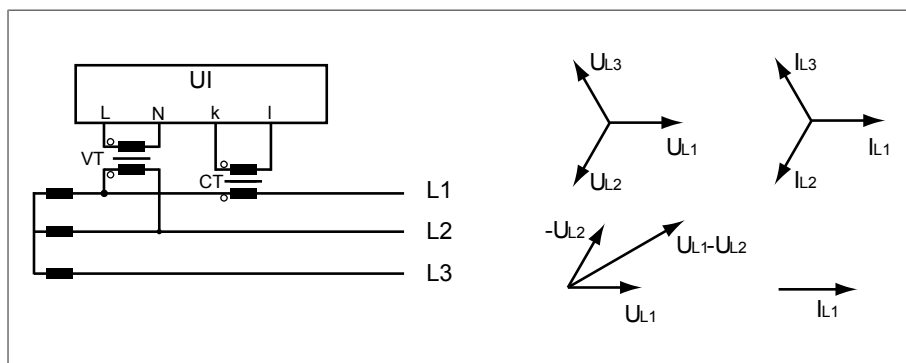 UI
L N k l
VT
CT
L1
L2
L3
UL3
UL1
UL2
IL3
IL1
IL2
-UL2
UL1-UL2
UL1
IL1